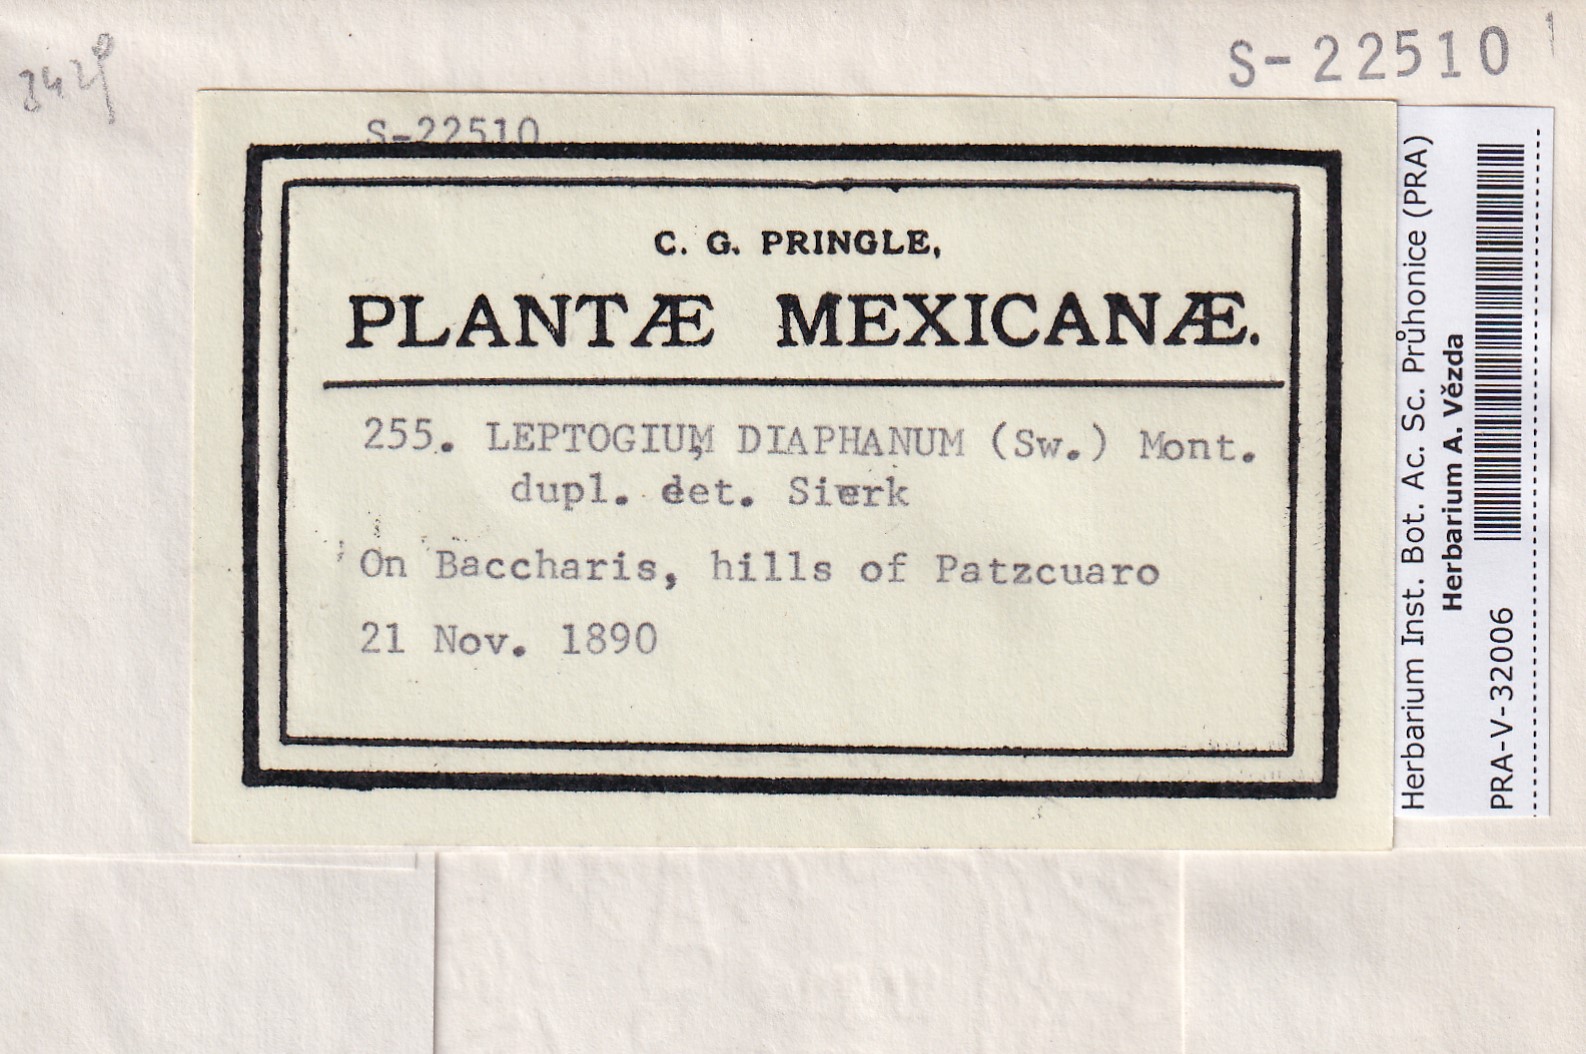 S-22510
S-22510
C. G. PRINGLE,
PLANTÆ MEXICANÆ.
255. LEPTOGIUM DIAPHANUM (Sw.) Mont.
dupl. det. Sierk
On Baccharis, hills of Patzcuaro
21 Nov. 1890
Herbarium Inst. Bot. Ac. Sc. Průhonice (PRA)
Herbarium A. Vězda
PRA-V-32006